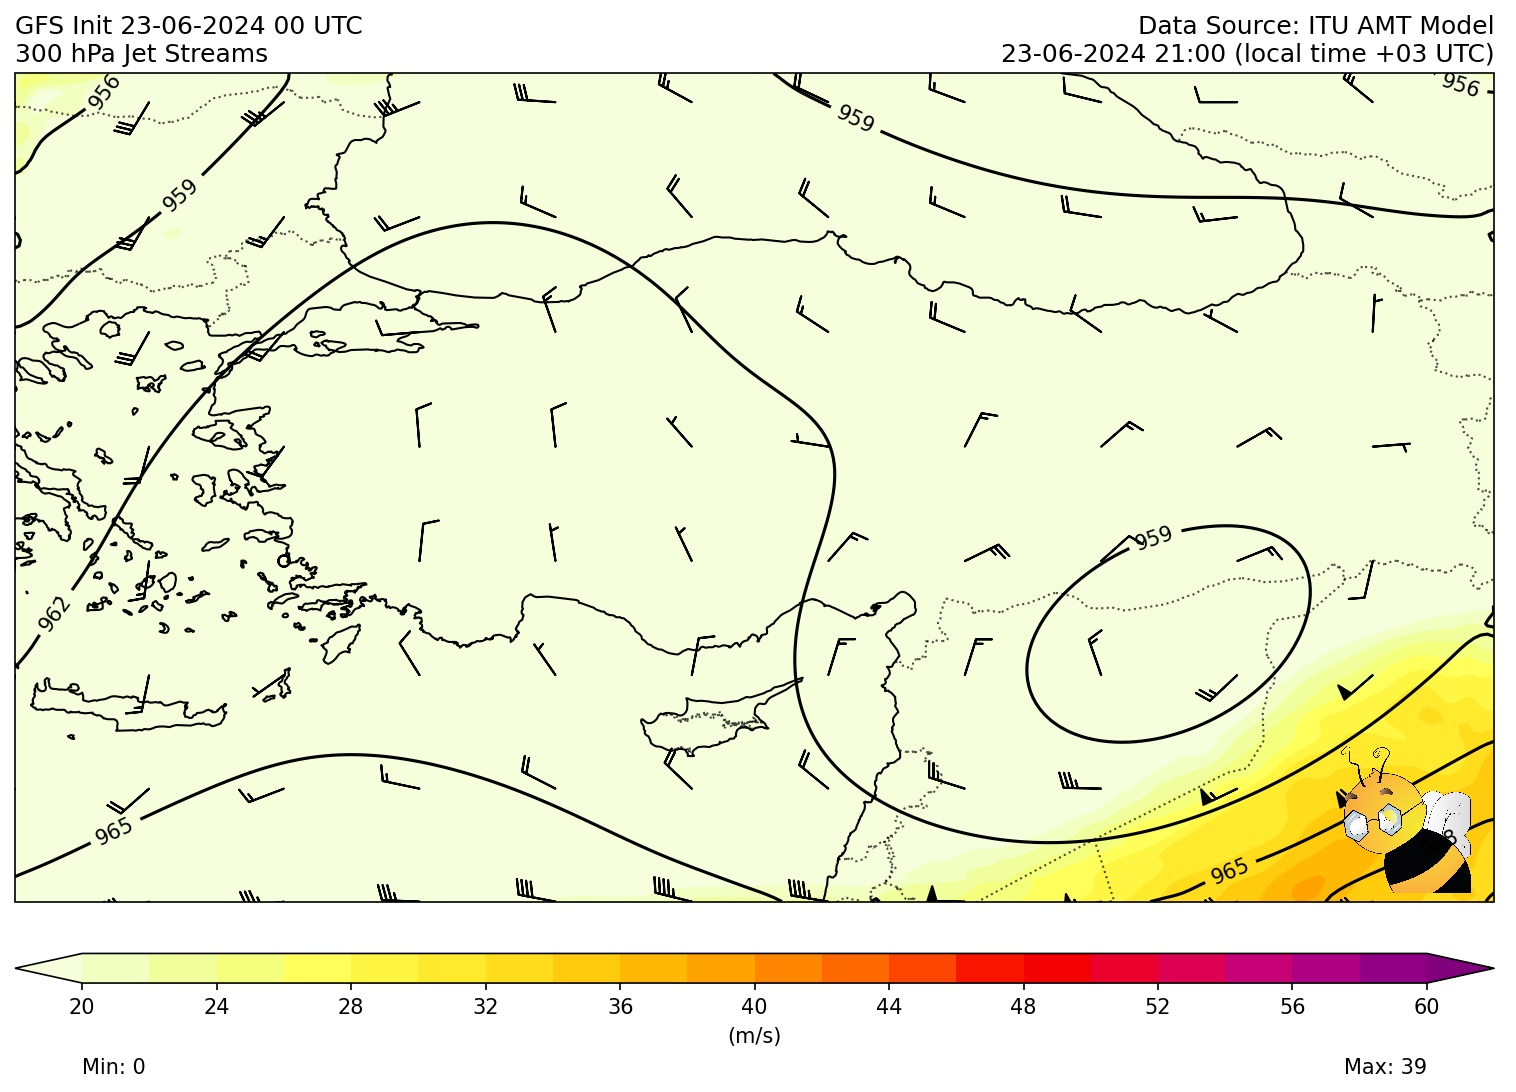 GFS Init 23-06-2024 00 UTC
300 hPa Jet Streams
Data Source: ITU AMT Model
23-06-2024 21:00 (local time +03 UTC)
956
956
959
959
959
962
965
965
8
20 24 28 32 36 40 44 48 52 56 60
(m/s)
Min: 0
Max: 39